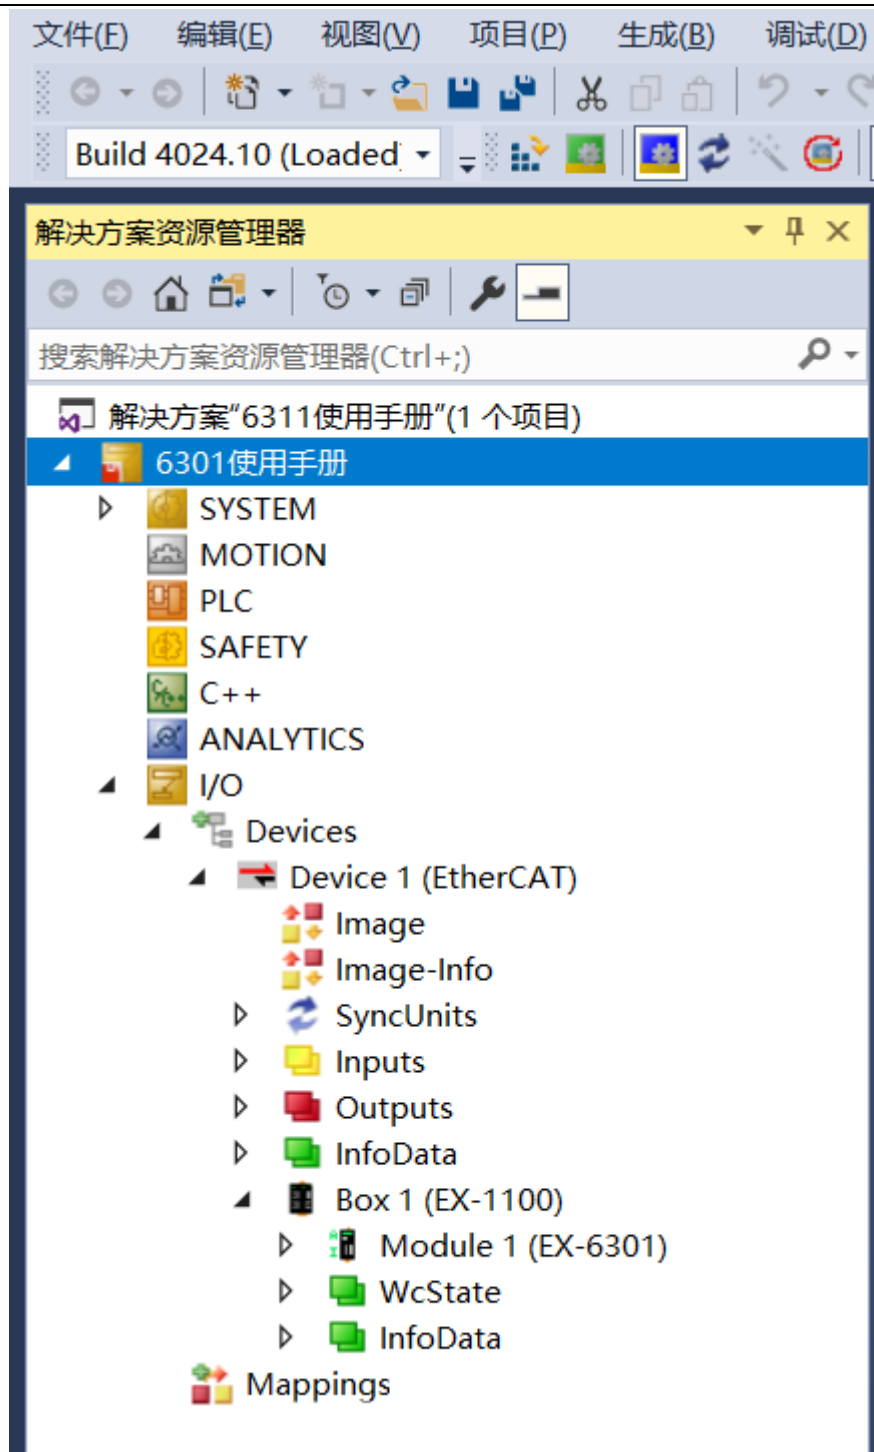 文件(F) 编辑(E) 视图(V) 项目(P) 生成(B) 调试(D)
Build 4024.10 (Loaded)
解决方案资源管理器
搜索解决方案资源管理器(Ctrl+;)
解决方案"6311使用手册"(1 个项目)
6301使用手册
SYSTEM
MOTION
PLC
SAFETY
C++
ANALYTICS
I/O
Devices
Device 1 (EtherCAT)
Image
Image-Info
SyncUnits
Inputs
Outputs
InfoData
Box 1 (EX-1100)
Module 1 (EX-6301)
WcState
InfoData
Mappings